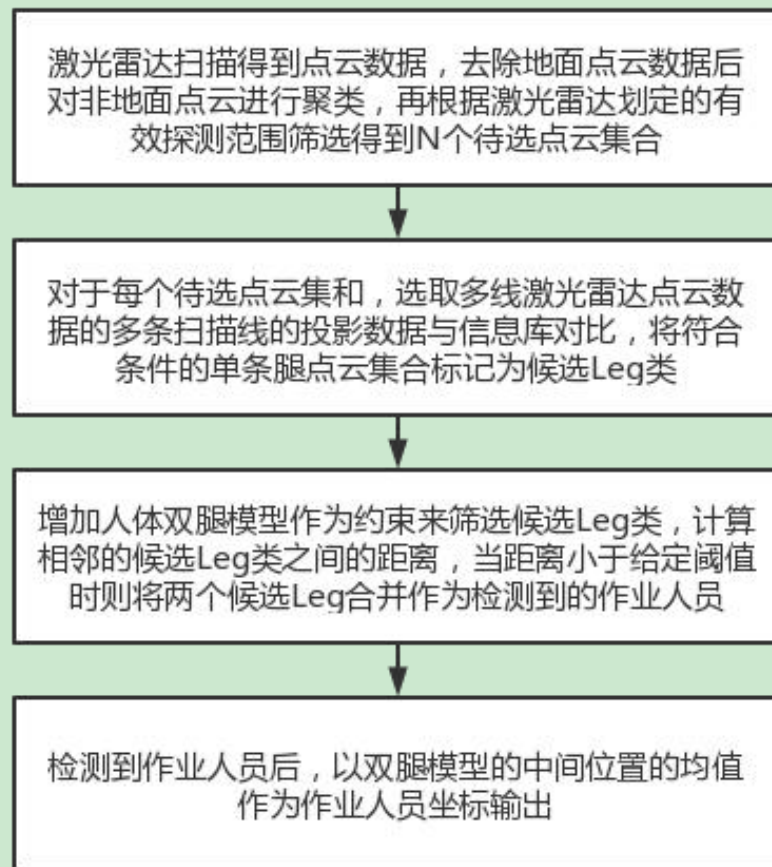 激光雷达扫描得到点云数据，去除地面点云数据后
对非地面点云进行聚类，再根据激光雷达划定的有
效探测范围筛选得到N个待选点云集合
对于每个待选点云集和，选取多线激光雷达点云数
据的多条扫描线的投影数据与信息库对比，将符合
条件的单条腿点云集合标记为候选Leg类
增加人体双腿模型作为约束来筛选候选Leg类，计算
相邻的候选Leg类之间的距离，当距离小于给定阈值
时则将两个候选Leg合并作为检测到的作业人员
检测到作业人员后，以双腿模型的中间位置的均值
作为作业人员坐标输出